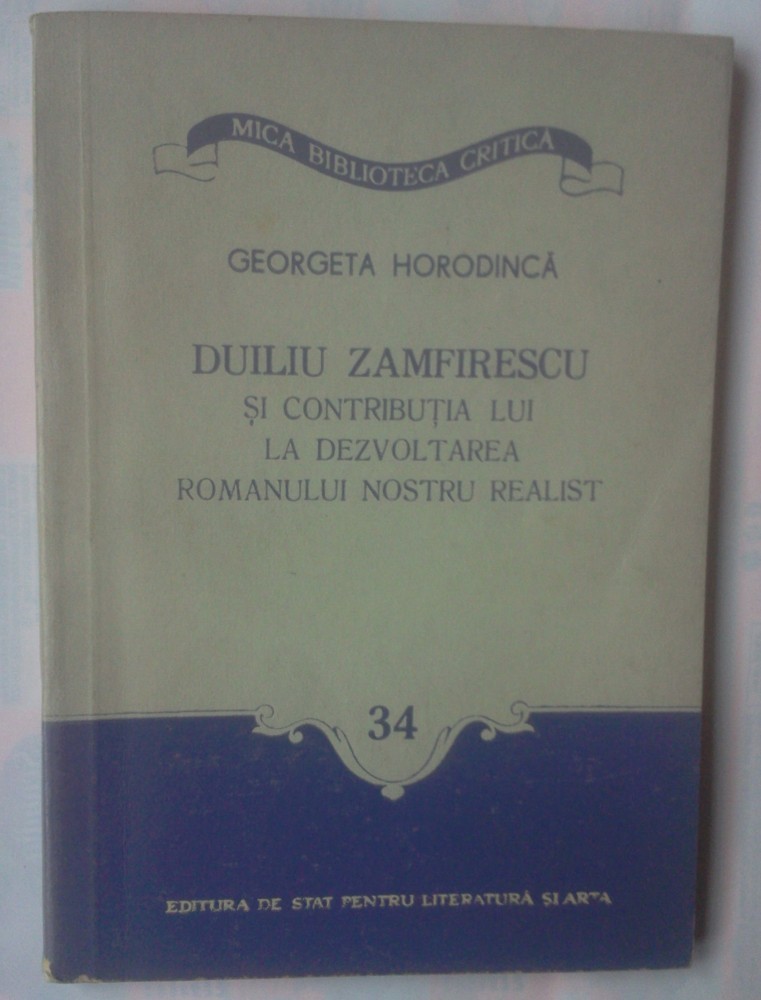 MICA BIBLIOTECA CRITICĂ
GEORGETA HORODINCĂ
DUILIU ZAMFIRESCU
ȘI CONTRIBUȚIA LUI
LA DEZVOLTAREA
ROMANULUI NOSTRU REALIST
34
EDITURA DE STAT PENTRU LITERATURĂ ȘI ARTA